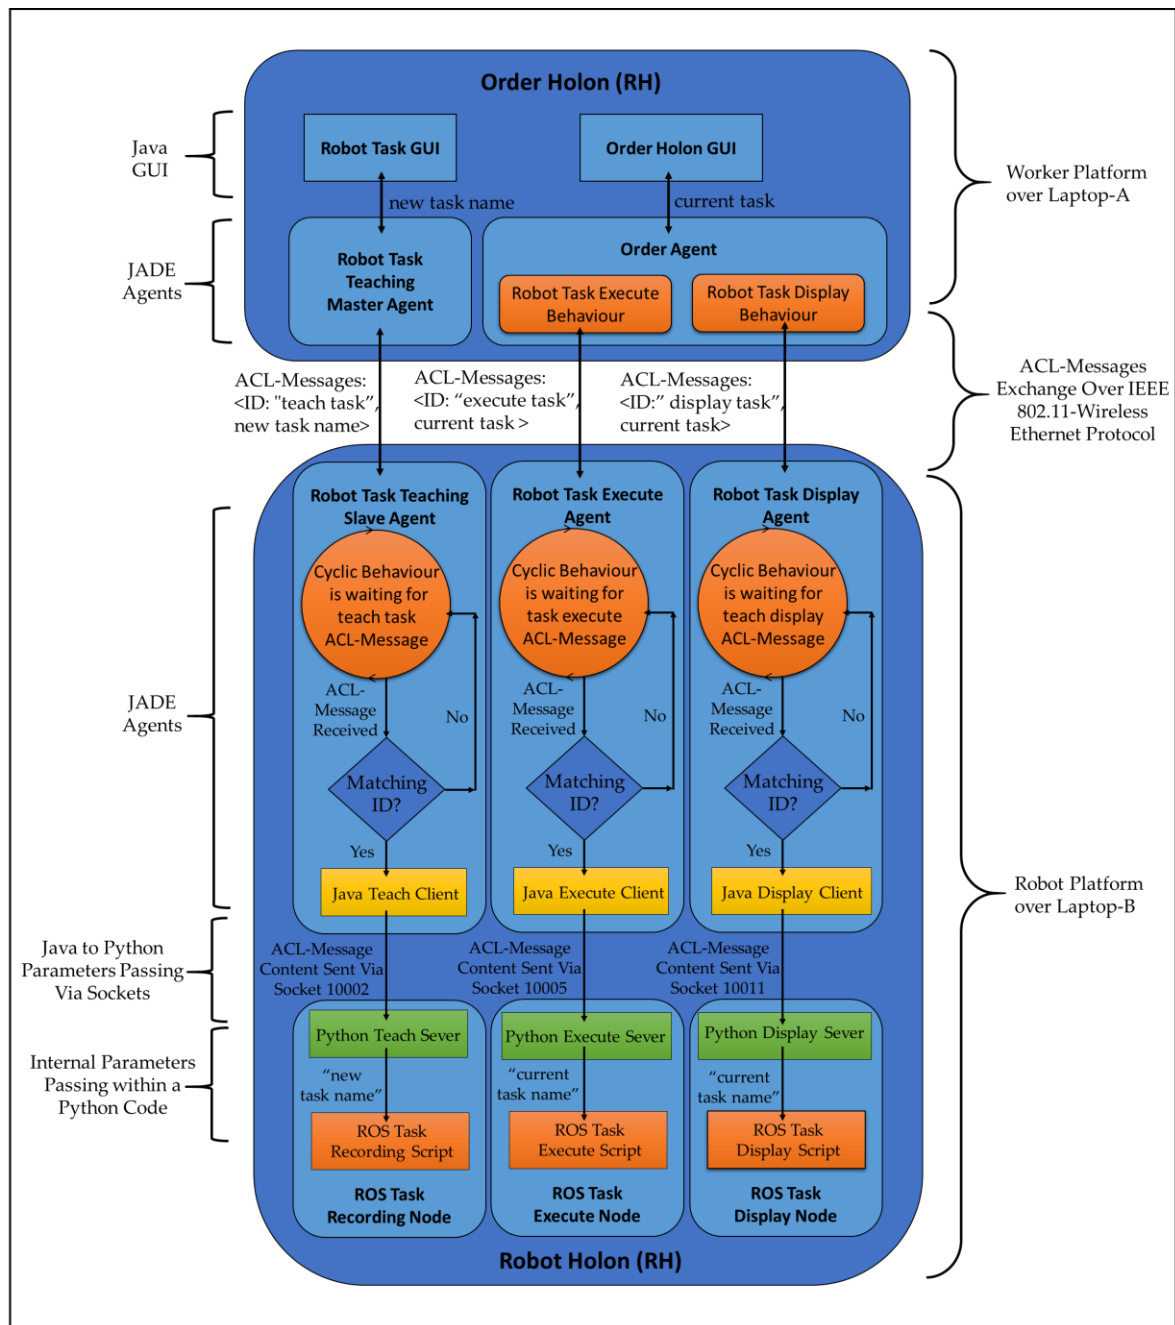 Order Holon (RH)
Java
GUI
Robot Task GUI
Order Holon GUI
Worker Platform
over Laptop-A
new task name
current task
JADE
Agents
Robot Task
Teaching
Master Agent
Order Agent
Robot Task Execute
Behaviour
Robot Task Display
Behaviour
ACL-Messages:
<ID: "teach task",
new task name>
ACL-Messages:
<ID: “execute task”,
current task >
ACL-Messages:
<ID:” display task”,
current task>
ACL-Messages
Exchange Over IEEE
802.11-Wireless
Ethernet Protocol
Robot Task Teaching
Slave Agent
Robot Task Execute
Agent
Robot Task Display
Agent
Cyclic Behaviour
is waiting for
teach task
ACL-Message
Cyclic Behaviour
is waiting for
task execute
ACL-Message
Cyclic Behaviour
is waiting for
teach display
ACL-Message
JADE
Agents
ACL-
Message
Received
No
ACL-
Message
Received
No
ACL-
Message
Received
No
Matching
ID?
Matching
ID?
Matching
ID?
Yes
Yes
Yes
Java Teach Client
Java Execute Client
Java Display Client
Robot Platform
over Laptop-B
Java to Python
Parameters Passing
Via Sockets
ACL-Message
Content Sent Via
Socket 10002
ACL-Message
Content Sent Via
Socket 10005
ACL-Message
Content Sent Via
Socket 10011
Internal Parameters
Passing within a
Python Code
Python Teach Sever
Python Execute Sever
Python Display Sever
“new
task name”
“current
task name”
“current
task name”
ROS Task
Recording Script
ROS Task
Execute Script
ROS Task
Display Script
ROS Task
Recording Node
ROS Task
Execute Node
ROS Task
Display Node
Robot Holon (RH)